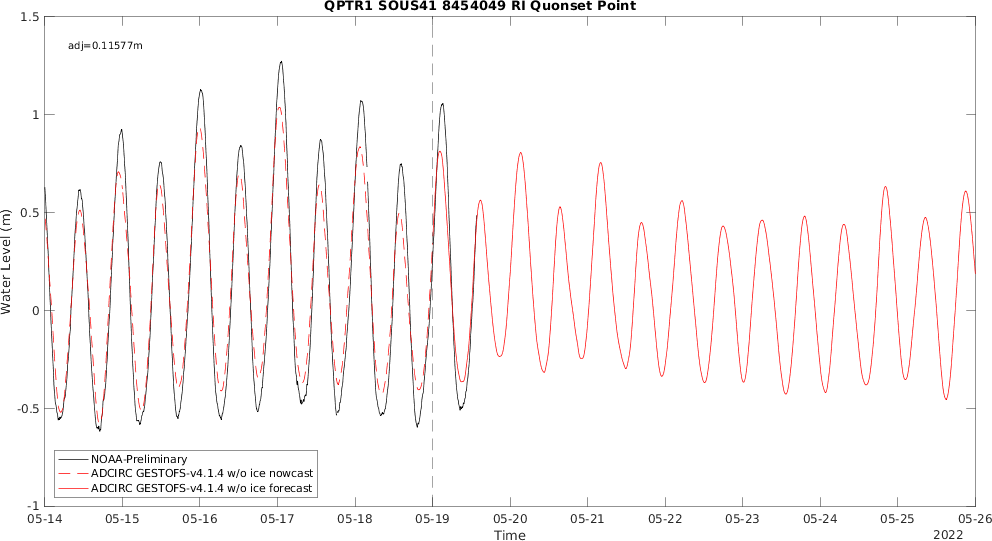 QPTR1 SOUS41 8454049 RI Quonset Point
adj=0.11577m
1.5
1
0.5
0
-0.5
-1
Water Level (m)
NOAA-Preliminary
ADCIRC GESTOFS-v4.1.4 w/o ice nowcast
ADCIRC GESTOFS-v4.1.4 w/o ice forecast
05-14 05-15 05-16 05-17 05-18 05-19 05-20 05-21 05-22 05-23 05-24 05-25 05-26
Time
2022